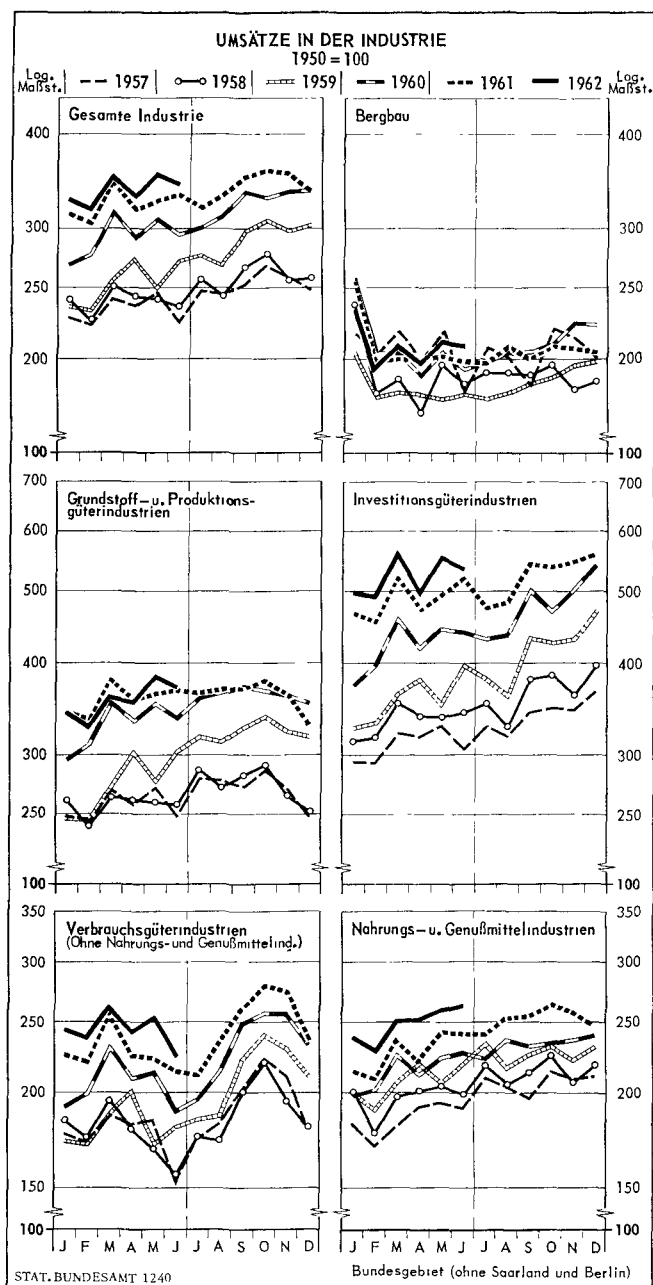 UMSÄTZE IN DER INDUSTRIE
1950 = 100
Log. Maßst. 1957 1958 1959 1960 1961 1962 Log. Maßst.
Gesamte Industrie
Bergbau
400 400
300 300
250 250
200 200
100 100
Grundstoff- u. Produktions-
güterindustrien
Investitionsgüterindustrien
700 700
600 600
500 500
400 400
300 300
250 250
100 100
Verbrauchsgüterindustrien
(Ohne Nahrungs- und Genußmittelind.)
Nahrungs- u. Genußmittelindustrien
350 350
300 300
250 250
200 200
150 150
100 100
J F M A M J J A S O N D J F M A M J J A S O N D
STAT. BUNDESAMT 1240
Bundesgebiet (ohne Saarland und Berlin)